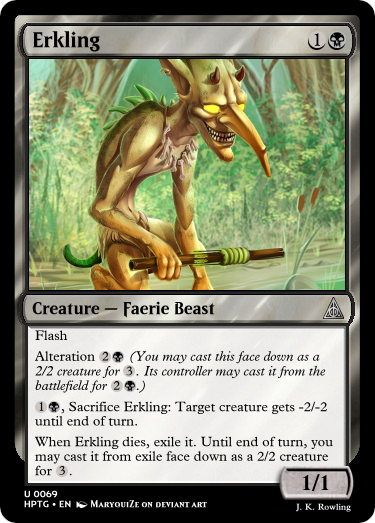 Erkling 1
Creature — Faerie Beast
Flash
Alteration 2 (You may cast this face down as a
2/2 creature for 3. Its controller may cast it from the
battlefield for 2.)
1, Sacrifice Erkling: Target creature gets -2/-2
until end of turn.
When Erkling dies, exile it. Until end of turn, you
may cast it from exile face down as a 2/2 creature
for 3.
1/1
U 0069
HPTG • EN MaryouiZe on deviant art
J. K. Rowling